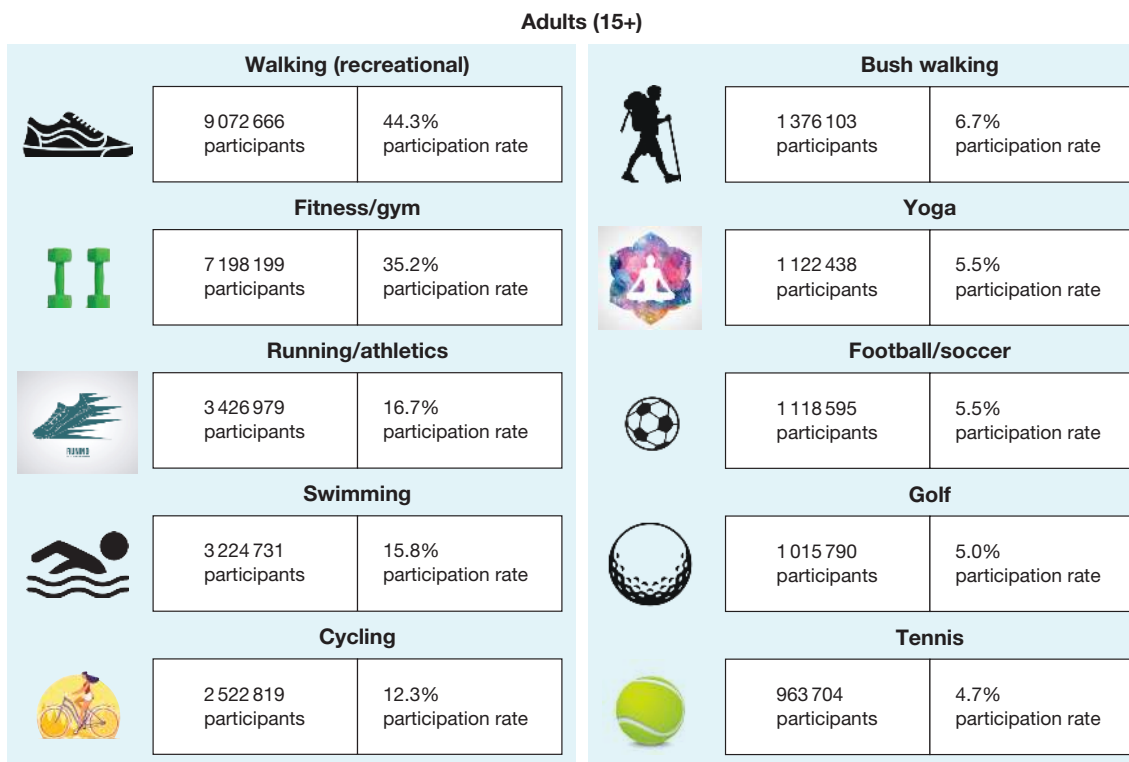 Adults (15+)
Walking (recreational)
9 072 666
participants
44.3%
participation rate
Fitness/gym
7 198 199
participants
35.2%
participation rate
Running/athletics
RUNING
3 426 979
participants
16.7%
participation rate
Swimming
3 224 731
participants
15.8%
participation rate
Cycling
2 522 819
participants
12.3%
participation rate
Bush walking
1 376 103
participants
6.7%
participation rate
Yoga
1 122 438
participants
5.5%
participation rate
Football/soccer
1 118 595
participants
5.5%
participation rate
Golf
1 015 790
participants
5.0%
participation rate
Tennis
963 704
participants
4.7%
participation rate